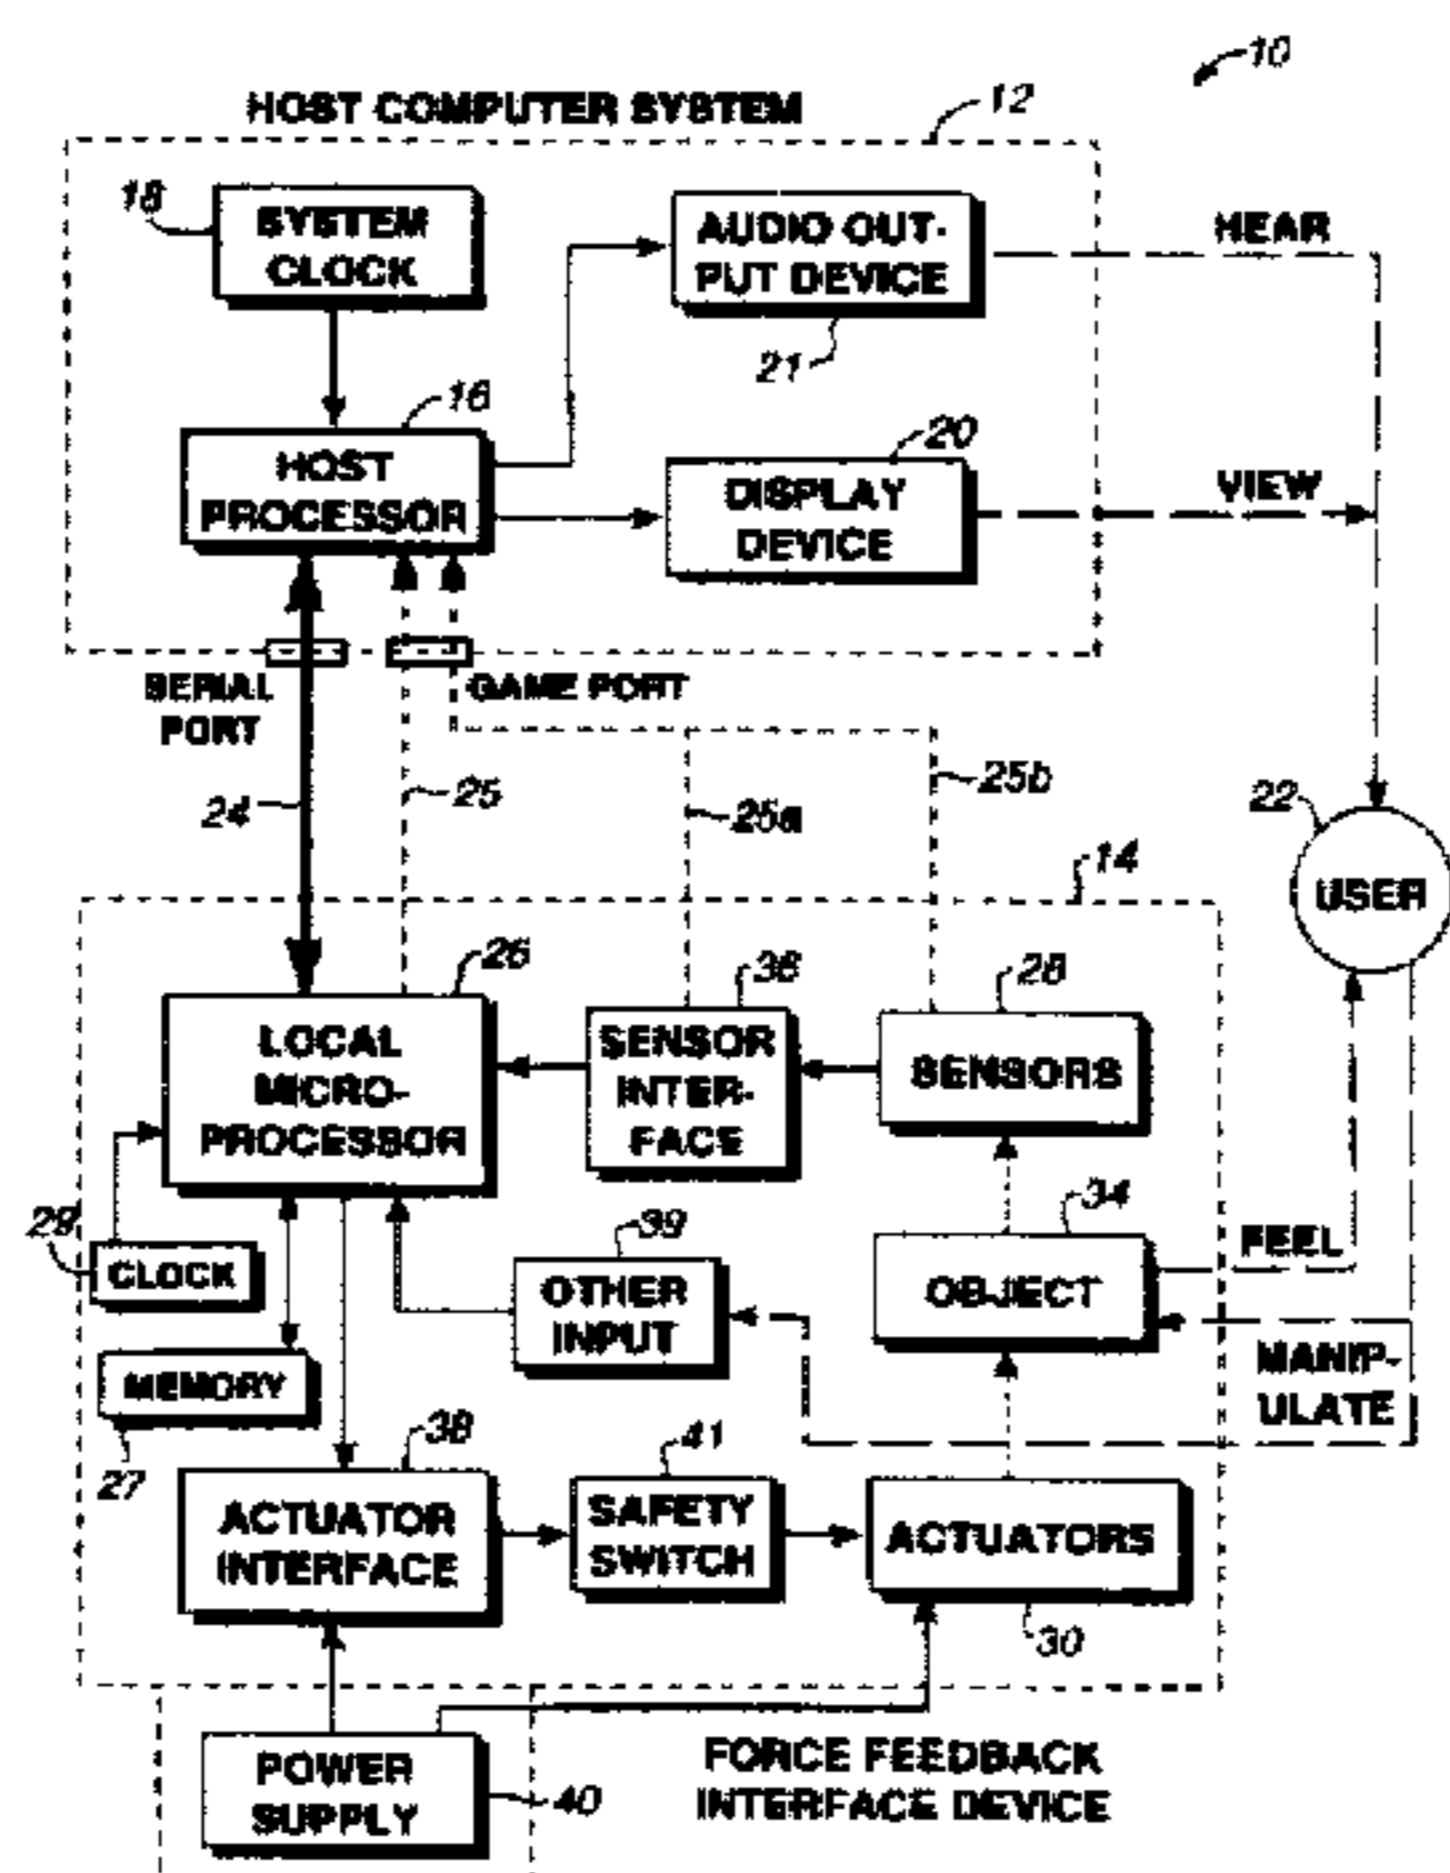 10
HOST COMPUTER SYSTEM
12
18
SYSTEM
CLOCK
AUDIO OUT-
PUT DEVICE
21
HEAR
16
HOST
PROCESSOR
20
DISPLAY
DEVICE
VIEW
SERIAL
PORT
GAME PORT
24
25
25a
25b
22
USER
14
26
LOCAL
MICRO-
PROCESSOR
36
SENSOR
INTER-
FACE
28
SENSORS
29
CLOCK
39
OTHER
INPUT
34
OBJECT
FEEL
MANIP-
ULATE
MEMORY
27
38
ACTUATOR
INTERFACE
41
SAFETY
SWITCH
ACTUATORS
30
POWER
SUPPLY
40
FORCE FEEDBACK
INTERFACE DEVICE